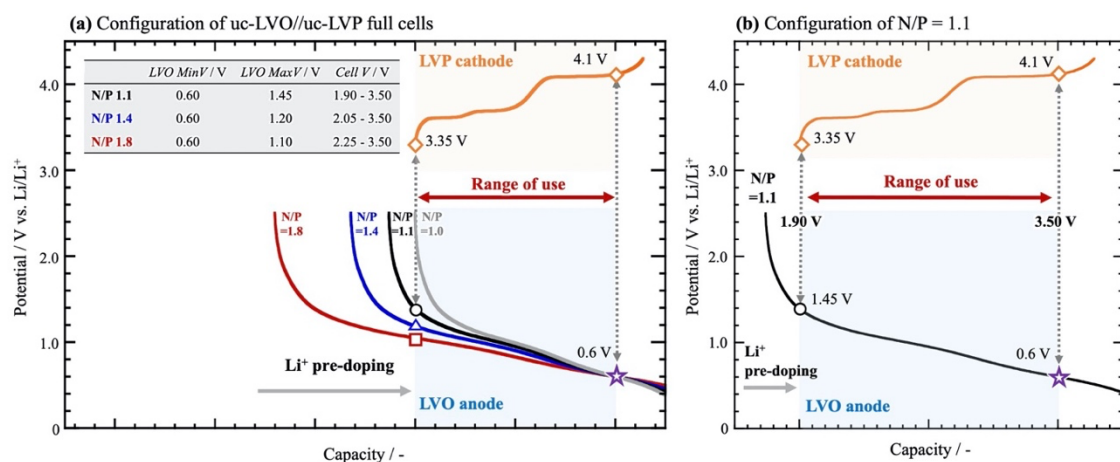 (a) Configuration of uc-LVO//uc-LVP full cells
LVO MinV / V LVO MaxV / V Cell V / V
N/P 1.1 0.60 1.45 1.90 - 3.50
N/P 1.4 0.60 1.20 2.05 - 3.50
N/P 1.8 0.60 1.10 2.25 - 3.50
LVP cathode
4.1 V
3.35 V
Range of use
N/P =1.8
N/P =1.4
N/P =1.1
N/P =1.0
0.6 V
Li⁺ pre-doping
LVO anode
4.0
3.0
2.0
1.0
0
Potential / V vs. Li/Li⁺
Capacity / -
(b) Configuration of N/P = 1.1
LVP cathode
4.1 V
3.35 V
N/P
=1.1
Range of use
1.90 V
3.50 V
1.45 V
0.6 V
Li⁺
pre-doping
LVO anode
4.0
3.0
2.0
1.0
0
Potential / V vs. Li/Li⁺
Capacity / -